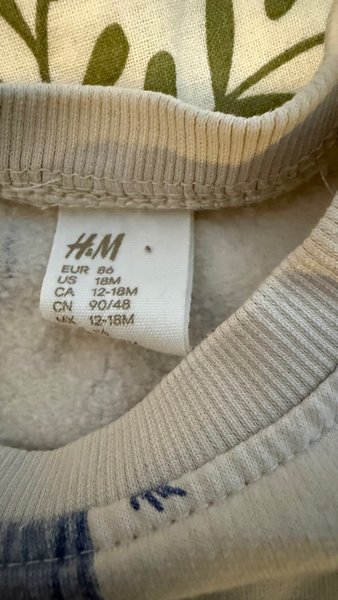 H&M
EUR 86
US 18M
CA 12-18M
CN 90/48
MX 12-18M